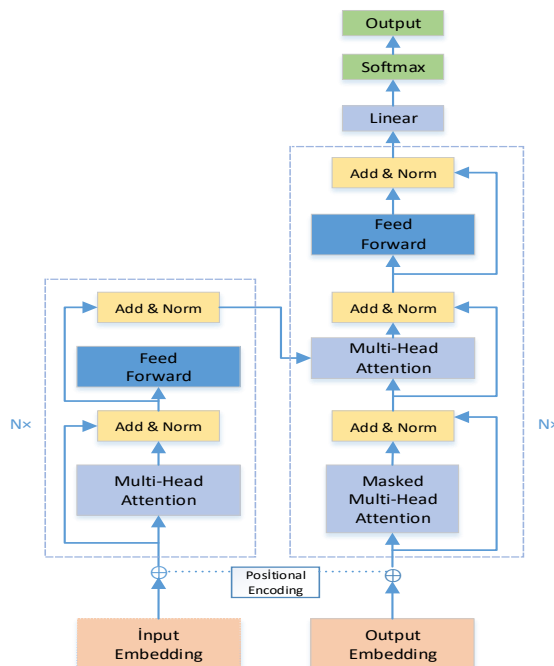 Output
Softmax
Linear
Add & Norm
Feed
Forward
Add & Norm
Add & Norm
Multi-Head
Attention
Feed
Forward
Nx
Add & Norm
Add & Norm
Nx
Multi-Head
Attention
Masked
Multi-Head
Attention
Positional
Encoding
İnput
Embedding
Output
Embedding